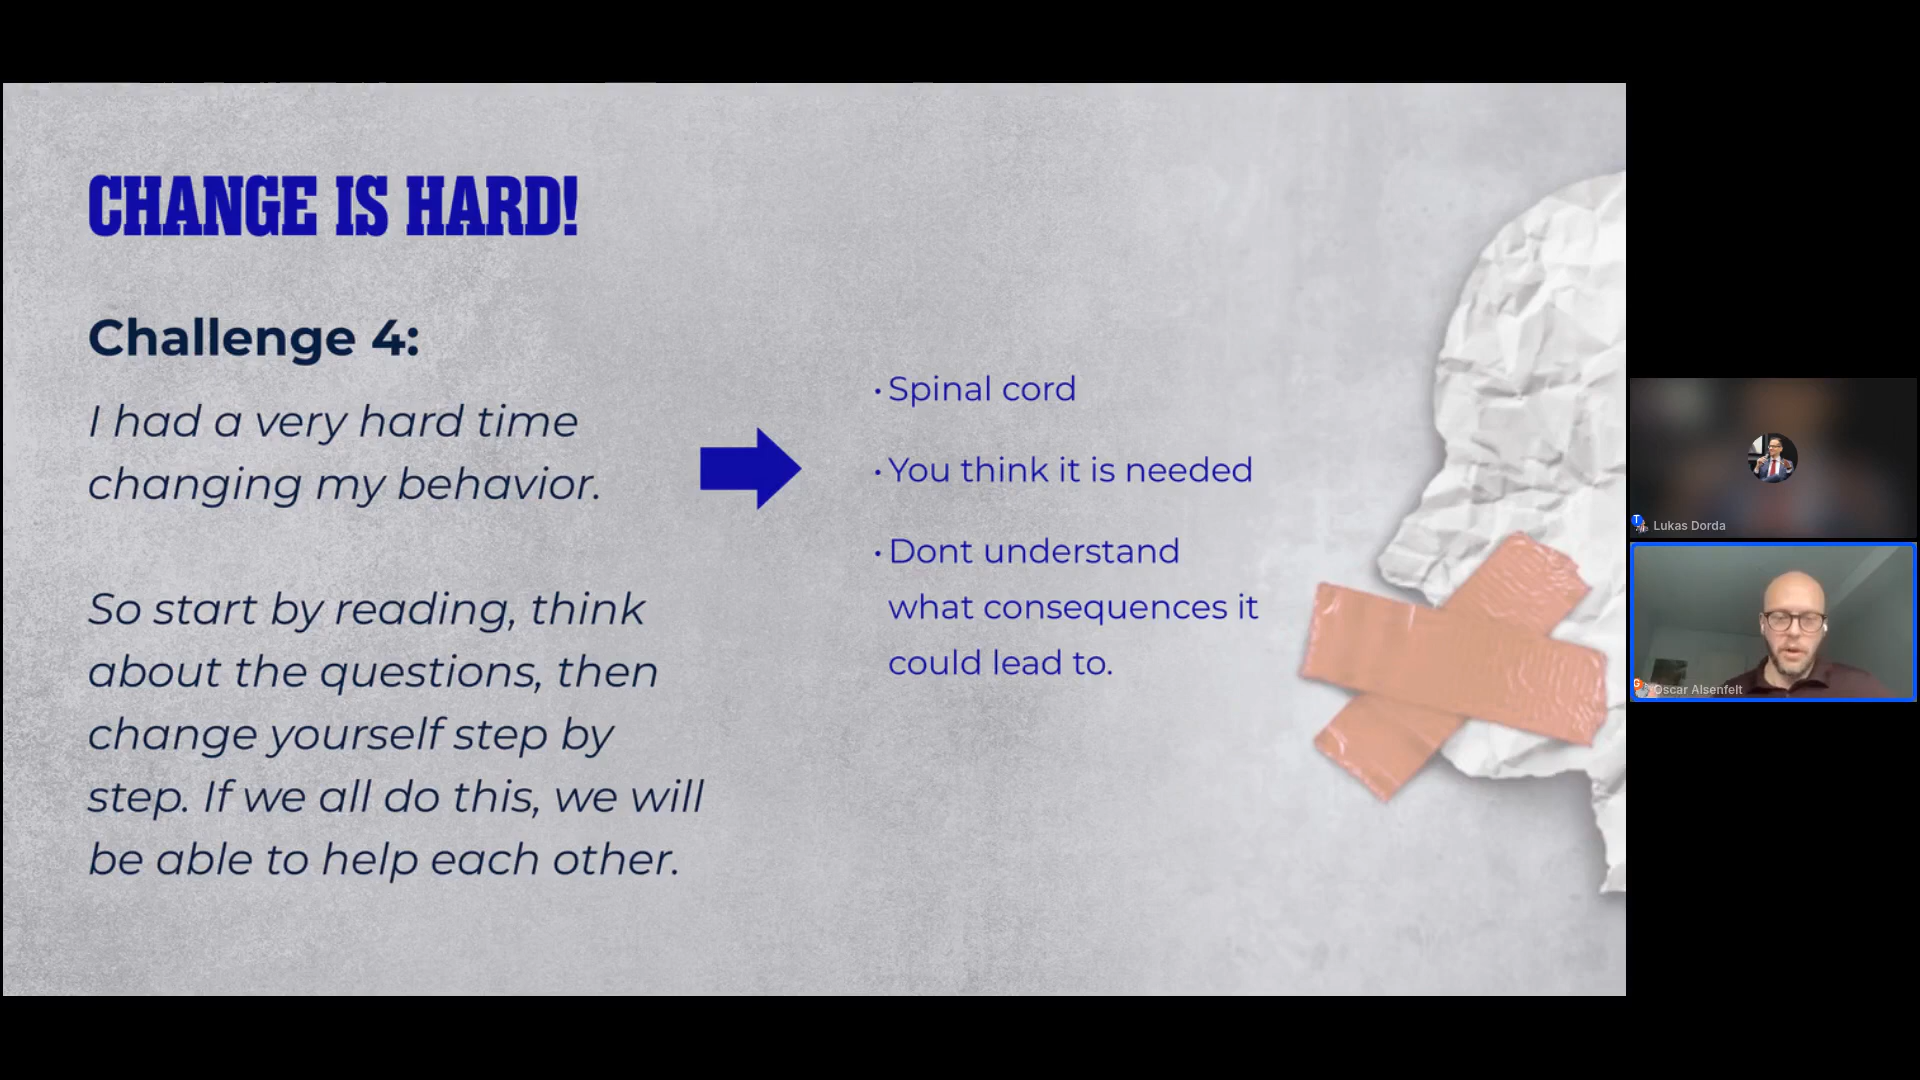 CHANGE IS HARD!
Challenge 4:
I had a very hard time
changing my behavior.
So start by reading, think
about the questions, then
change yourself step by
step. If we all do this, we will
be able to help each other.
• Spinal cord
• You think it is needed
• Dont understand
what consequences it
could lead to.
T
Lukas Dorda
G
Oscar Alsenfelt